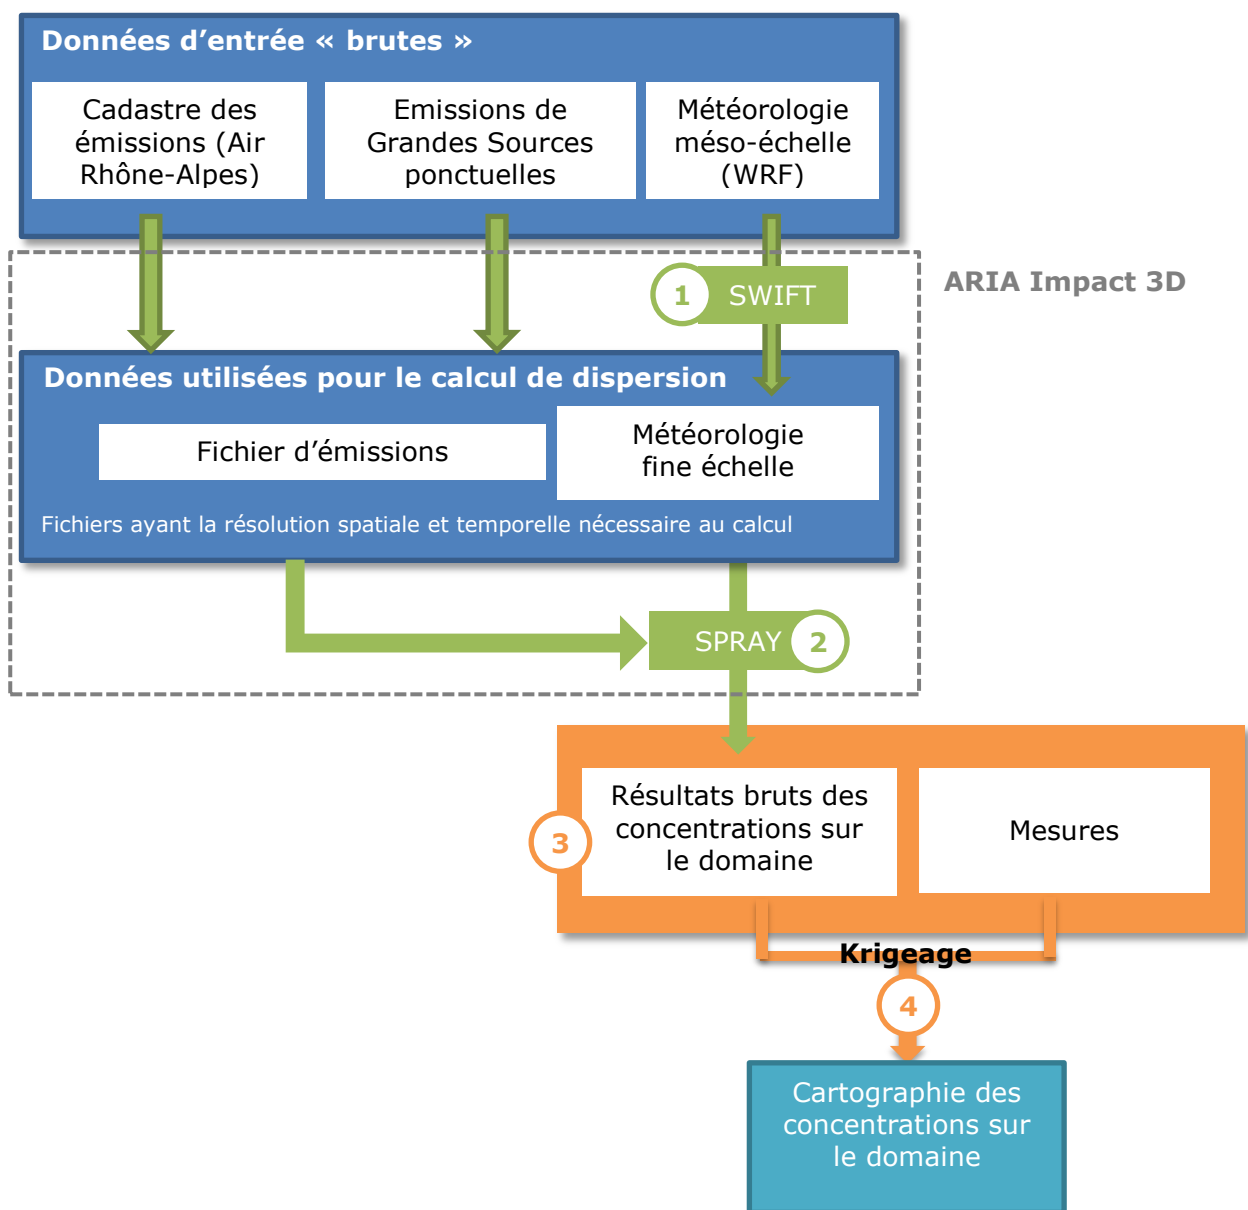 Données d’entrée « brutes »
Cadastre des
émissions (Air
Rhône-Alpes)
Emissions de
Grandes Sources
ponctuelles
Météorologie
méso-échelle
(WRF)
ARIA Impact 3D
1
SWIFT
Données utilisées pour le calcul de dispersion
Fichier d’émissions
Météorologie
fine échelle
Fichiers ayant la résolution spatiale et temporelle nécessaire au calcul
SPRAY
2
3
Résultats bruts des
concentrations sur
le domaine
Mesures
Krigeage
4
Cartographie des
concentrations sur
le domaine